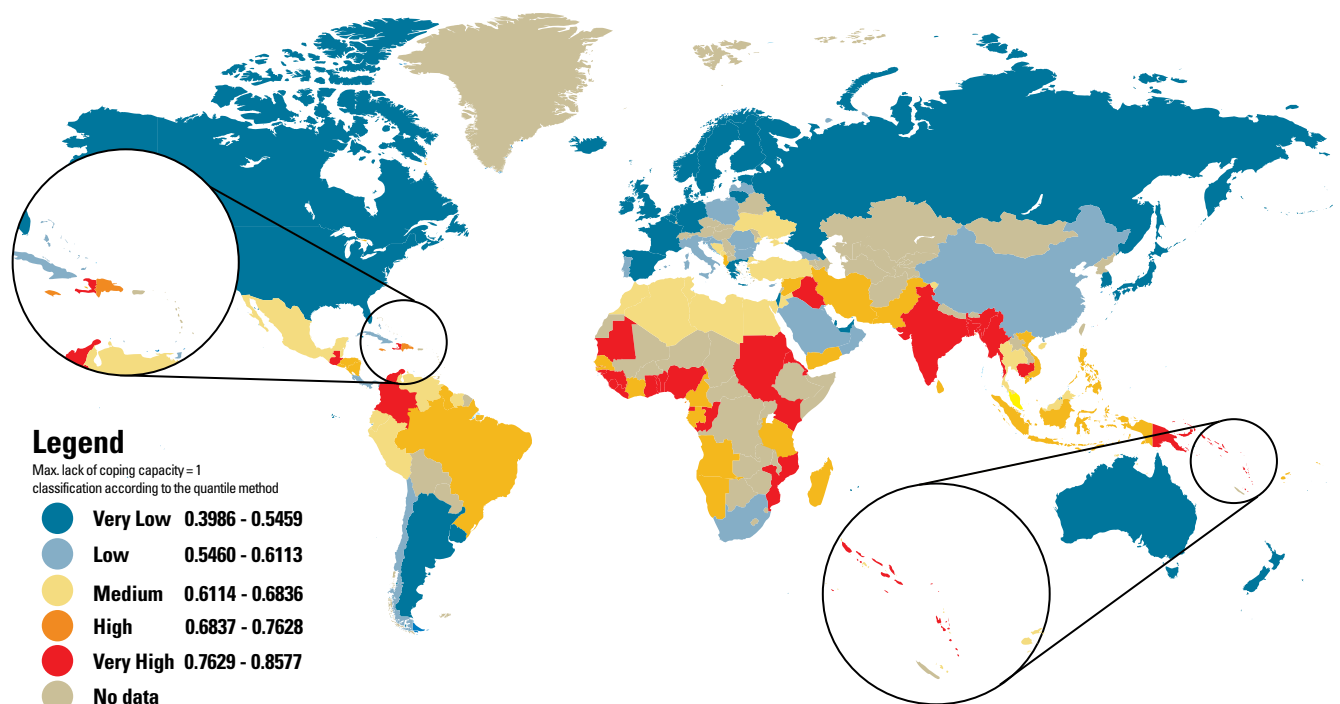 Legend
Max. lack of coping capacity = 1
classification according to the quantile method
Very Low 0.3986 - 0.5459
Low 0.5460 - 0.6113
Medium 0.6114 - 0.6836
High 0.6837 - 0.7628
Very High 0.7629 - 0.8577
No data